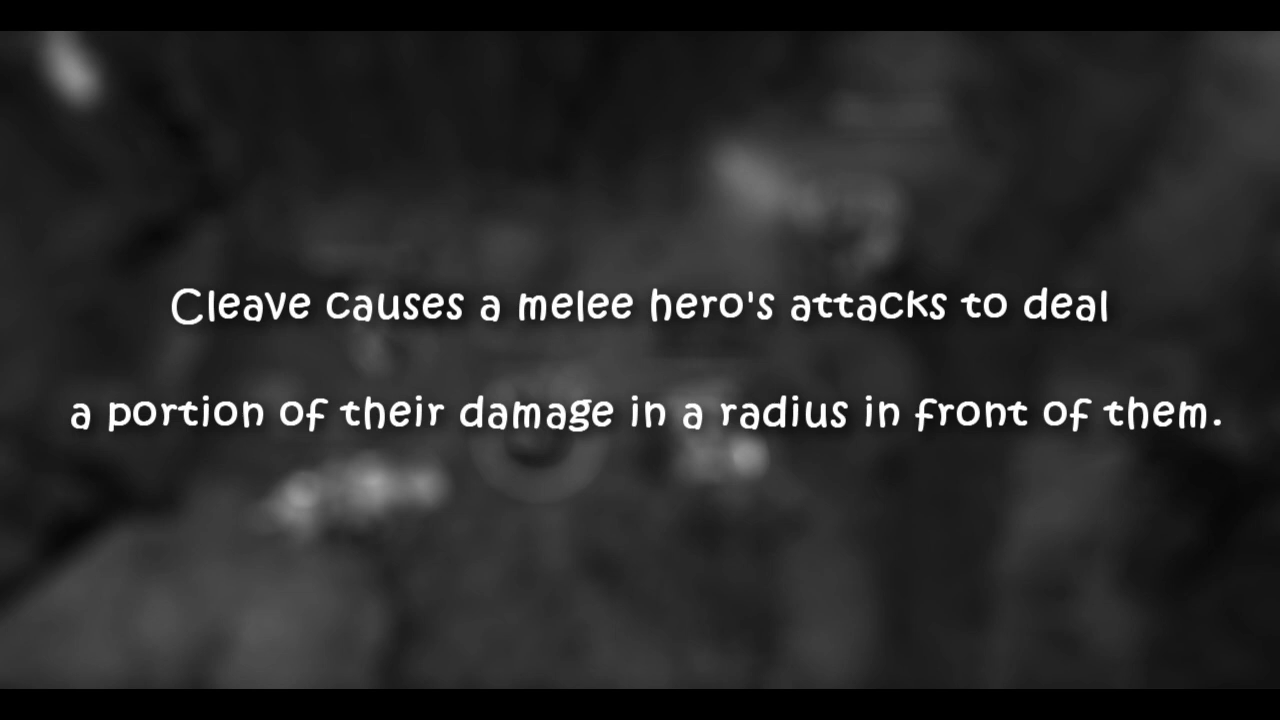 Cleave causes a melee hero's attacks to deal
a portion of their damage in a radius in front of them.